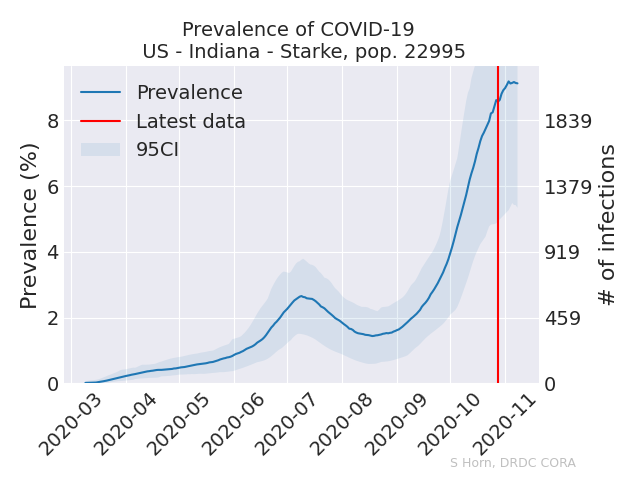 Prevalence of COVID-19
US - Indiana - Starke, pop. 22995
Prevalence
Latest data
95CI
Prevalence (%)
8
6
4
2
0
1839
1379
919
459
0
# of infections
2020-03
2020-04
2020-05
2020-06
2020-07
2020-08
2020-09
2020-10
2020-11
S Horn, DRDC CORA